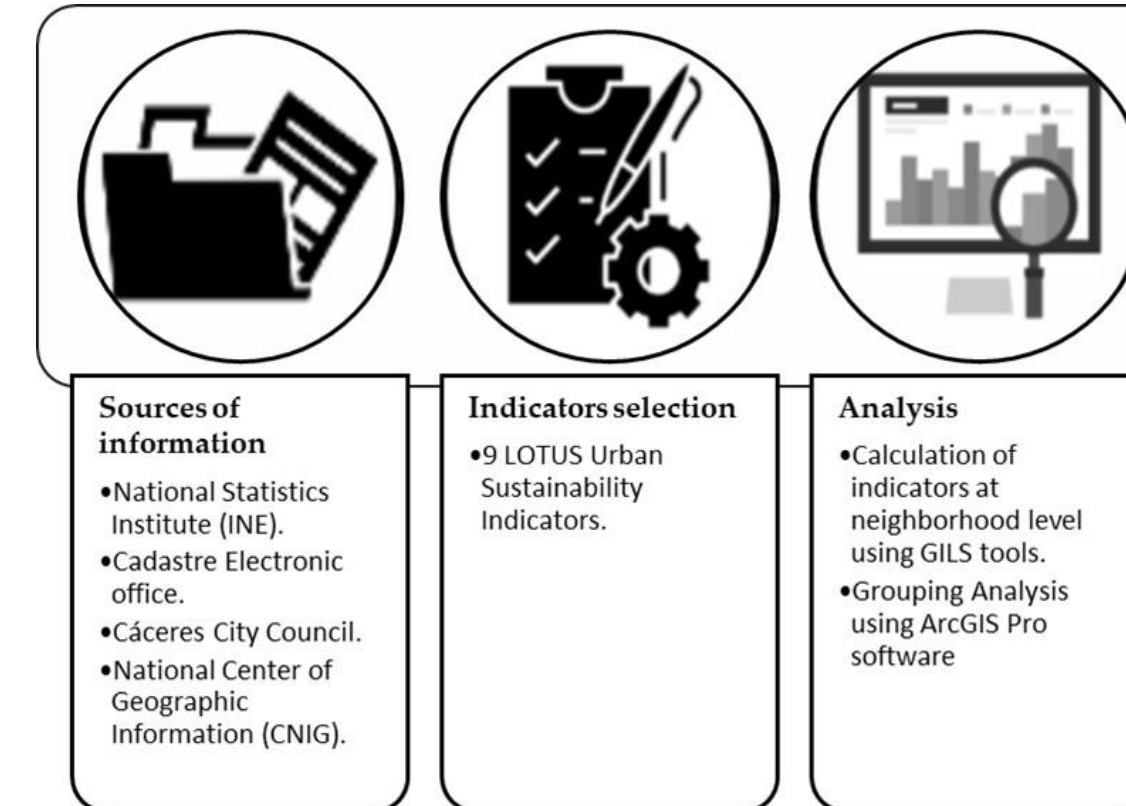 Sources of
information
•National Statistics
Institute (INE).
•Cadastre Electronic
office.
•Cáceres City Council.
•National Center of
Geographic
Information (CNIG).
Indicators selection
•9 LOTUS Urban
Sustainability
Indicators.
Analysis
•Calculation of
indicators at
neighborhood level
using GILS tools.
•Grouping Analysis
using ArcGIS Pro
software